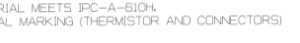 RIAL MEETS IPC-A-610H.
AL MARKING (THERMISTOR AND CONNECTORS)